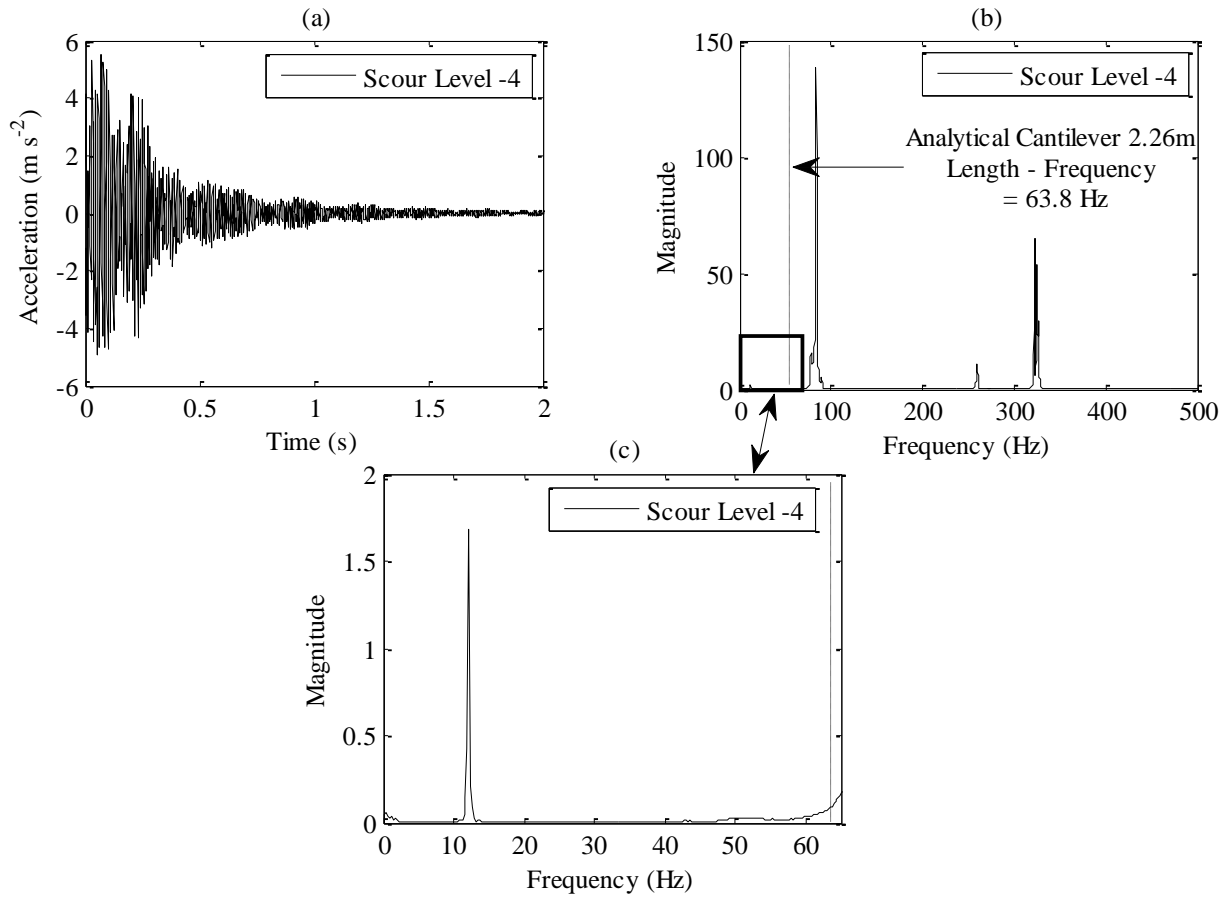 (a)
6
4
2
0
-2
-4
-6
0
0.5
1
1.5
2
Acceleration (m s-2)
Time (s)
Scour Level -4
(b)
150
100
50
0
0
100
200
300
400
500
Magnitude
Frequency (Hz)
Scour Level -4
Analytical Cantilever 2.26m
Length - Frequency
= 63.8 Hz
(c)
2
1.5
1
0.5
0
0
10
20
30
40
50
60
Magnitude
Frequency (Hz)
Scour Level -4